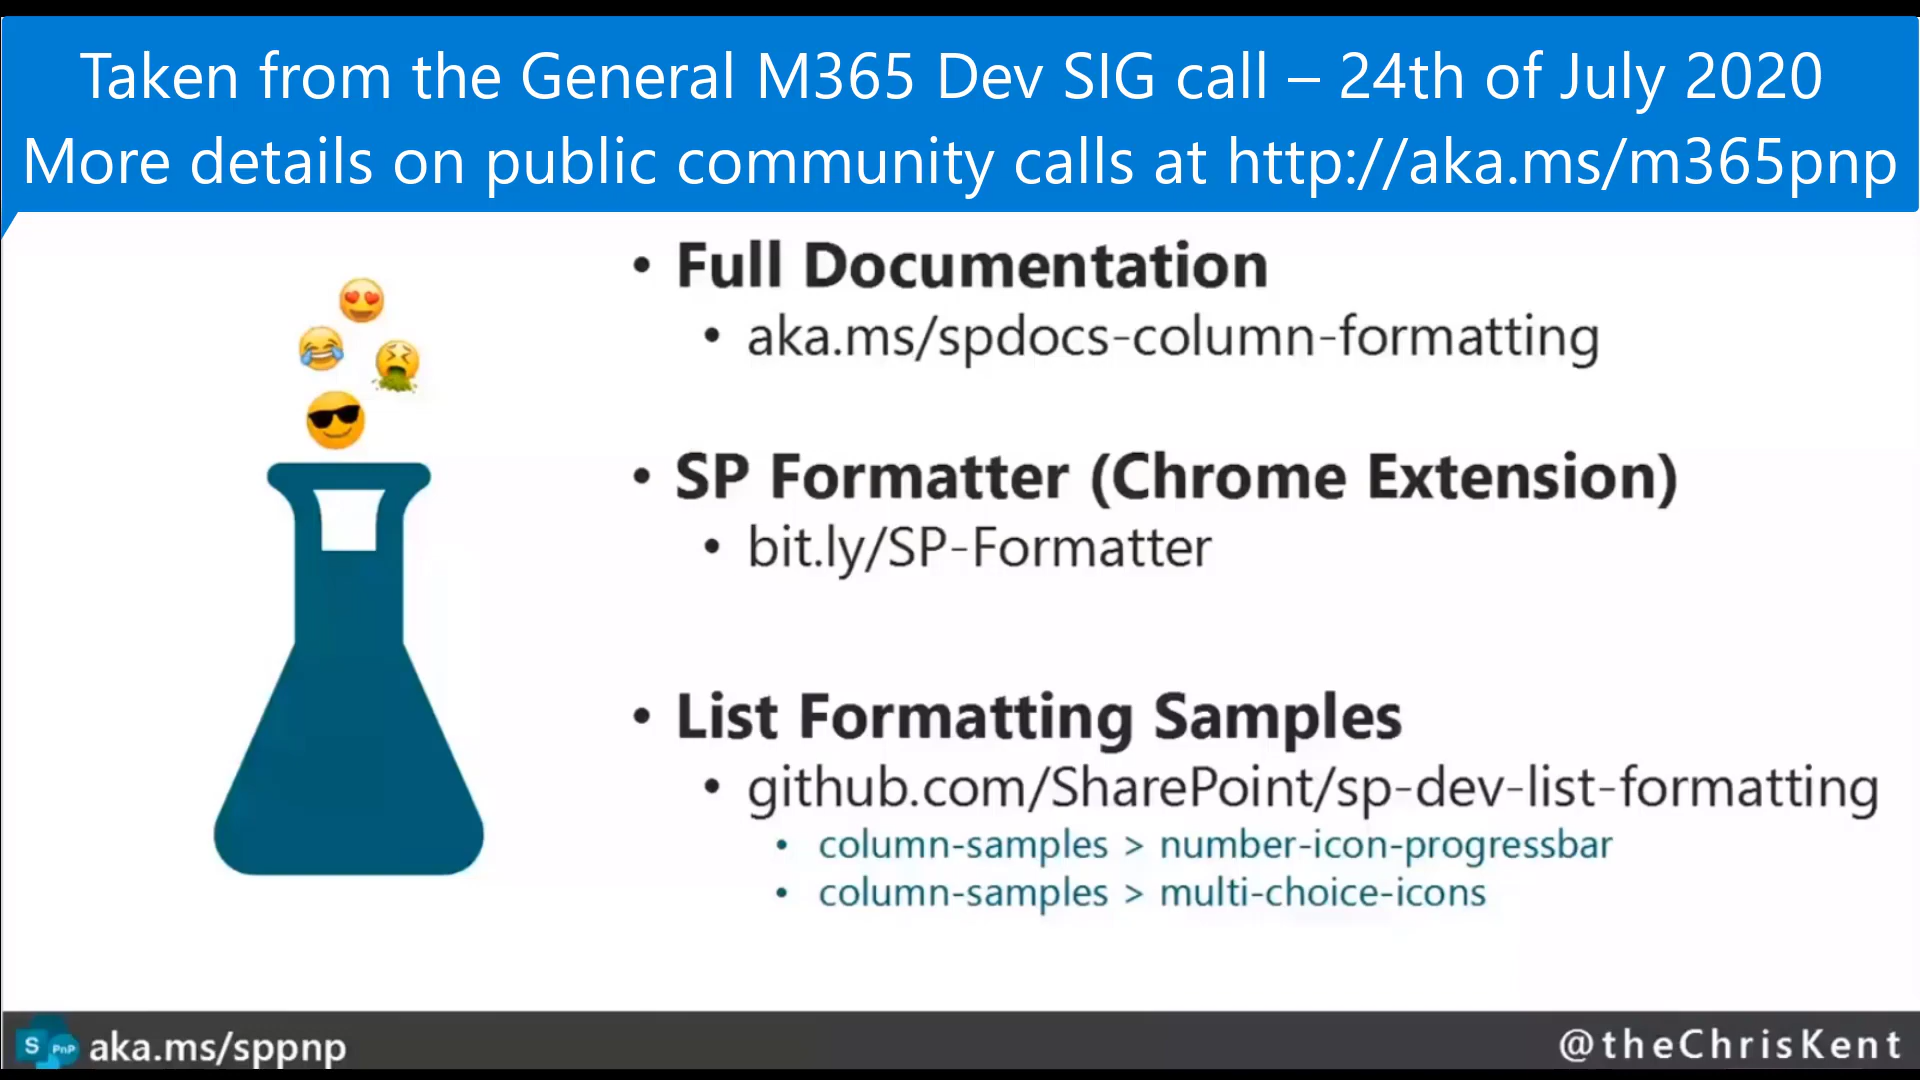 Taken from the General M365 Dev SIG call – 24th of July 2020
More details on public community calls at http://aka.ms/m365pnp
• Full Documentation
• aka.ms/spdocs-column-formatting
• SP Formatter (Chrome Extension)
• bit.ly/SP-Formatter
• List Formatting Samples
• github.com/SharePoint/sp-dev-list-formatting
• column-samples > number-icon-progressbar
• column-samples > multi-choice-icons
S PnP aka.ms/sppnp
@theChrisKent